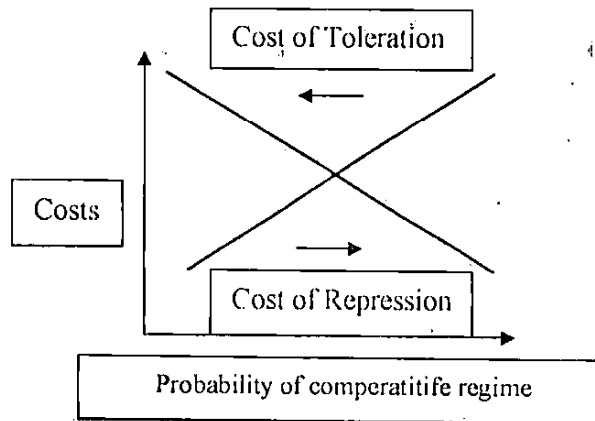 Cost of Toleration
Costs
Cost of Repression
Probability of comperatitife regime